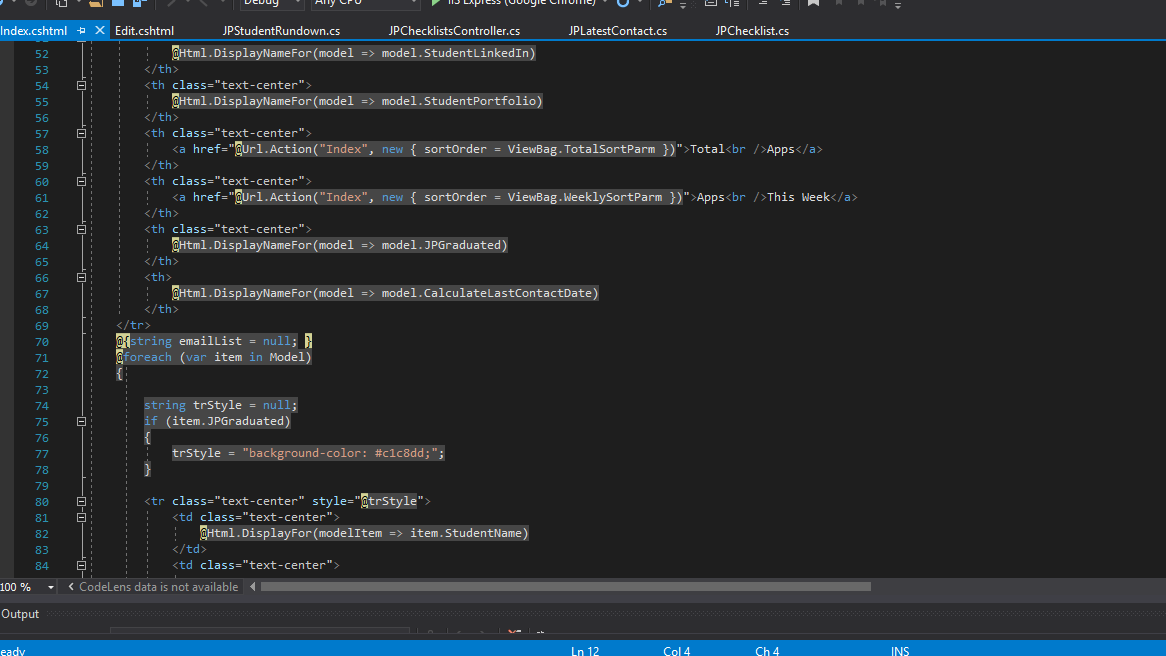 Debug Any CPU IIS Express (Google Chrome)
Index.cshtml Edit.cshtml JPStudentRundown.cs JPChecklistsController.cs JPLatestContact.cs JPChecklist.cs
52 @Html.DisplayNameFor(model => model.StudentLinkedIn)
53 </th>
54 <th class="text-center">
55 @Html.DisplayNameFor(model => model.StudentPortfolio)
56 </th>
57 <th class="text-center">
58 <a href="@Url.Action("Index", new { sortOrder = ViewBag.TotalSortParm })">Total<br />Apps</a>
59 </th>
60 <th class="text-center">
61 <a href="@Url.Action("Index", new { sortOrder = ViewBag.WeeklySortParm })">Apps<br />This Week</a>
62 </th>
63 <th class="text-center">
64 @Html.DisplayNameFor(model => model.JPGraduated)
65 </th>
66 <th>
67 @Html.DisplayNameFor(model => model.CalculateLastContactDate)
68 </th>
69 </tr>
70 @{string emailList = null; }
71 @foreach (var item in Model)
72 {
73
74 string trStyle = null;
75 if (item.JPGraduated)
76 {
77 trStyle = "background-color: #c1c8dd;";
78 }
79
80 <tr class="text-center" style="@trStyle">
81 <td class="text-center">
82 @Html.DisplayFor(modelItem => item.StudentName)
83 </td>
84 <td class="text-center">
100 % CodeLens data is not available
Output
eady Ln 12 Col 4 Ch 4 INS